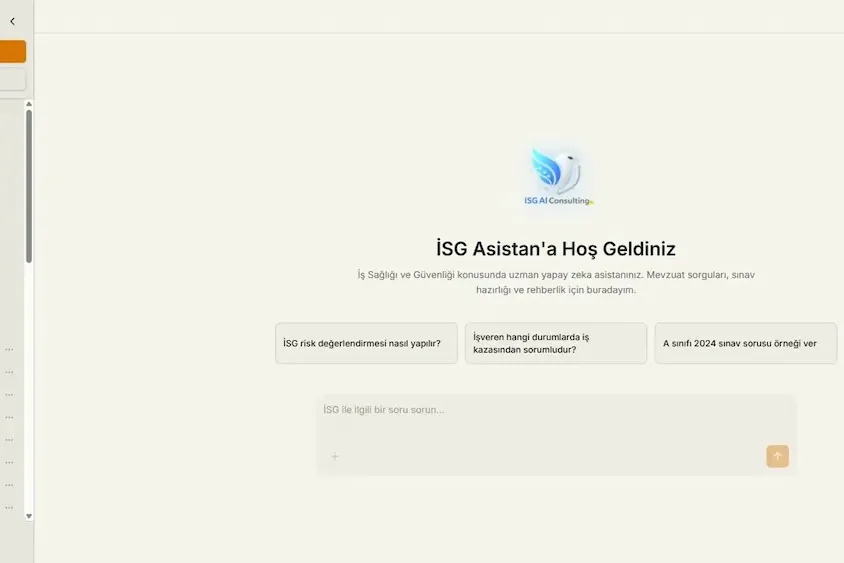 ISG AI Consulting
İSG Asistan'a Hoş Geldiniz
İş Sağlığı ve Güvenliği konusunda uzman yapay zeka asistanınız. Mevzuat sorguları, sınav
hazırlığı ve rehberlik için buradayım.
İSG risk değerlendirmesi nasıl yapılır?
İşveren hangi durumlarda iş
kazasından sorumludur?
A sınıfı 2024 sınav sorusu örneği ver
İSG ile ilgili bir soru sorun...